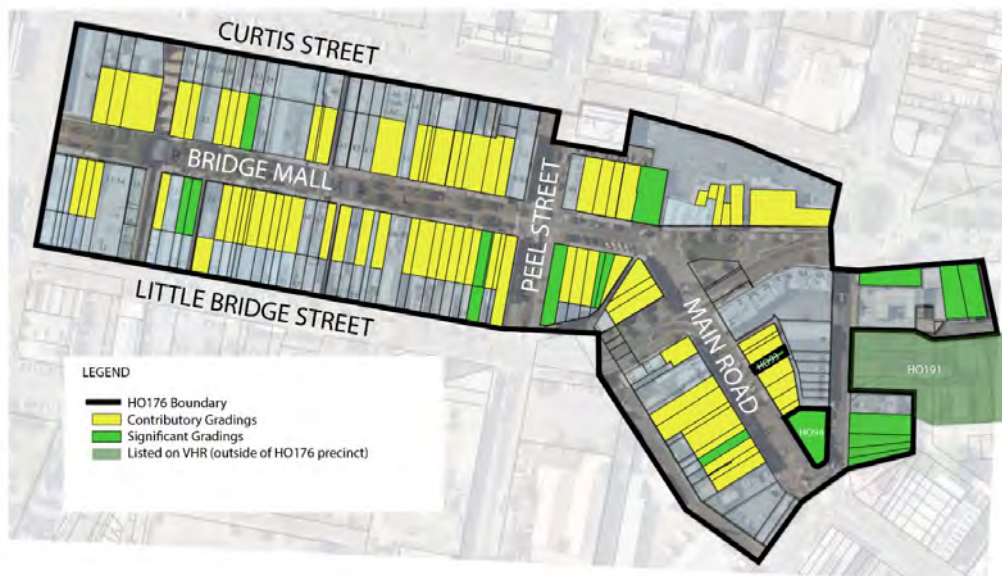 CURTIS STREET
BRIDGE MALL
PEEL STREET
LITTLE BRIDGE STREET
MAIN ROAD
HO191
HO94
LEGEND
HO176 Boundary
Contributory Gradings
Significant Gradings
Listed on VHR (outside of HO176 precinct)